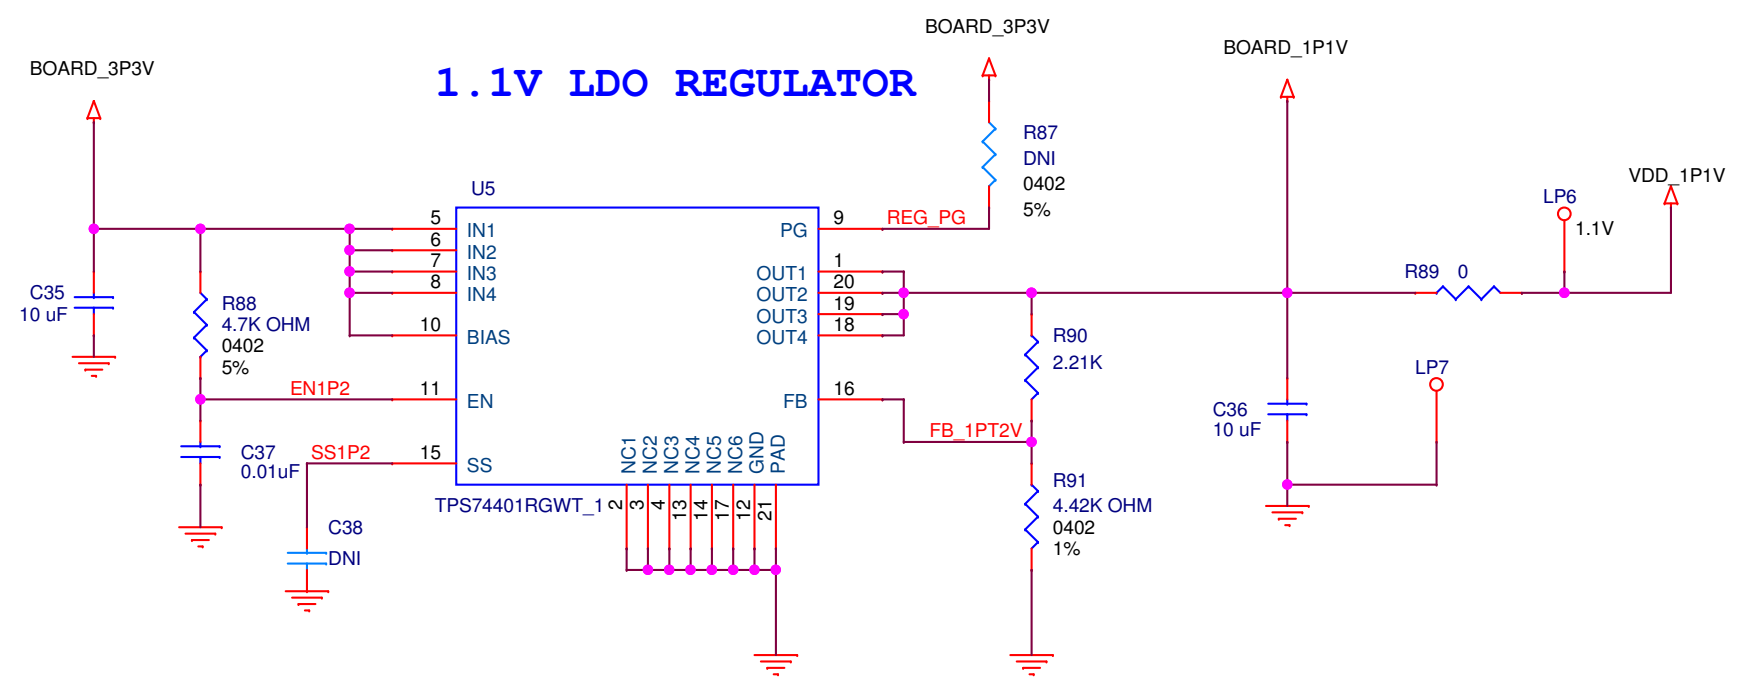 BOARD_3P3V
BOARD_3P3V
BOARD_1P1V
1.1V LDO REGULATOR
R87
DNI
0402
5%
VDD_1P1V
LP6
1.1V
U5
5
IN1
6
IN2
7
IN3
8
IN4
10
BIAS
11
EN
15
SS
EN1P2
SS1P2
PG
9
REG_PG
OUT1
1
OUT2
20
OUT3
19
OUT4
18
FB
16
FB_1PT2V
NC1
NC2
NC3
NC4
NC5
NC6
GND
PAD
2
3
4
13
14
17
12
21
TPS74401RGWT_1
C35
10 uF
R88
4.7K OHM
0402
5%
C37
0.01uF
C38
DNI
R89 0
R90
2.21K
R91
4.42K OHM
0402
1%
C36
10 uF
LP7